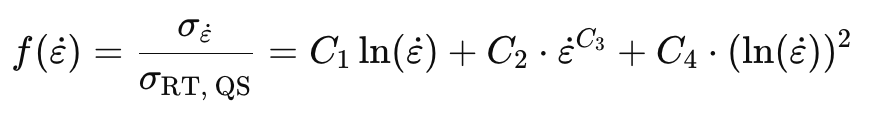 f(ε̇) = σ_ε̇ / σ_RT, QS = C₁ ln(ε̇) + C₂ · ε̇^C₃ + C₄ · (ln(ε̇))²